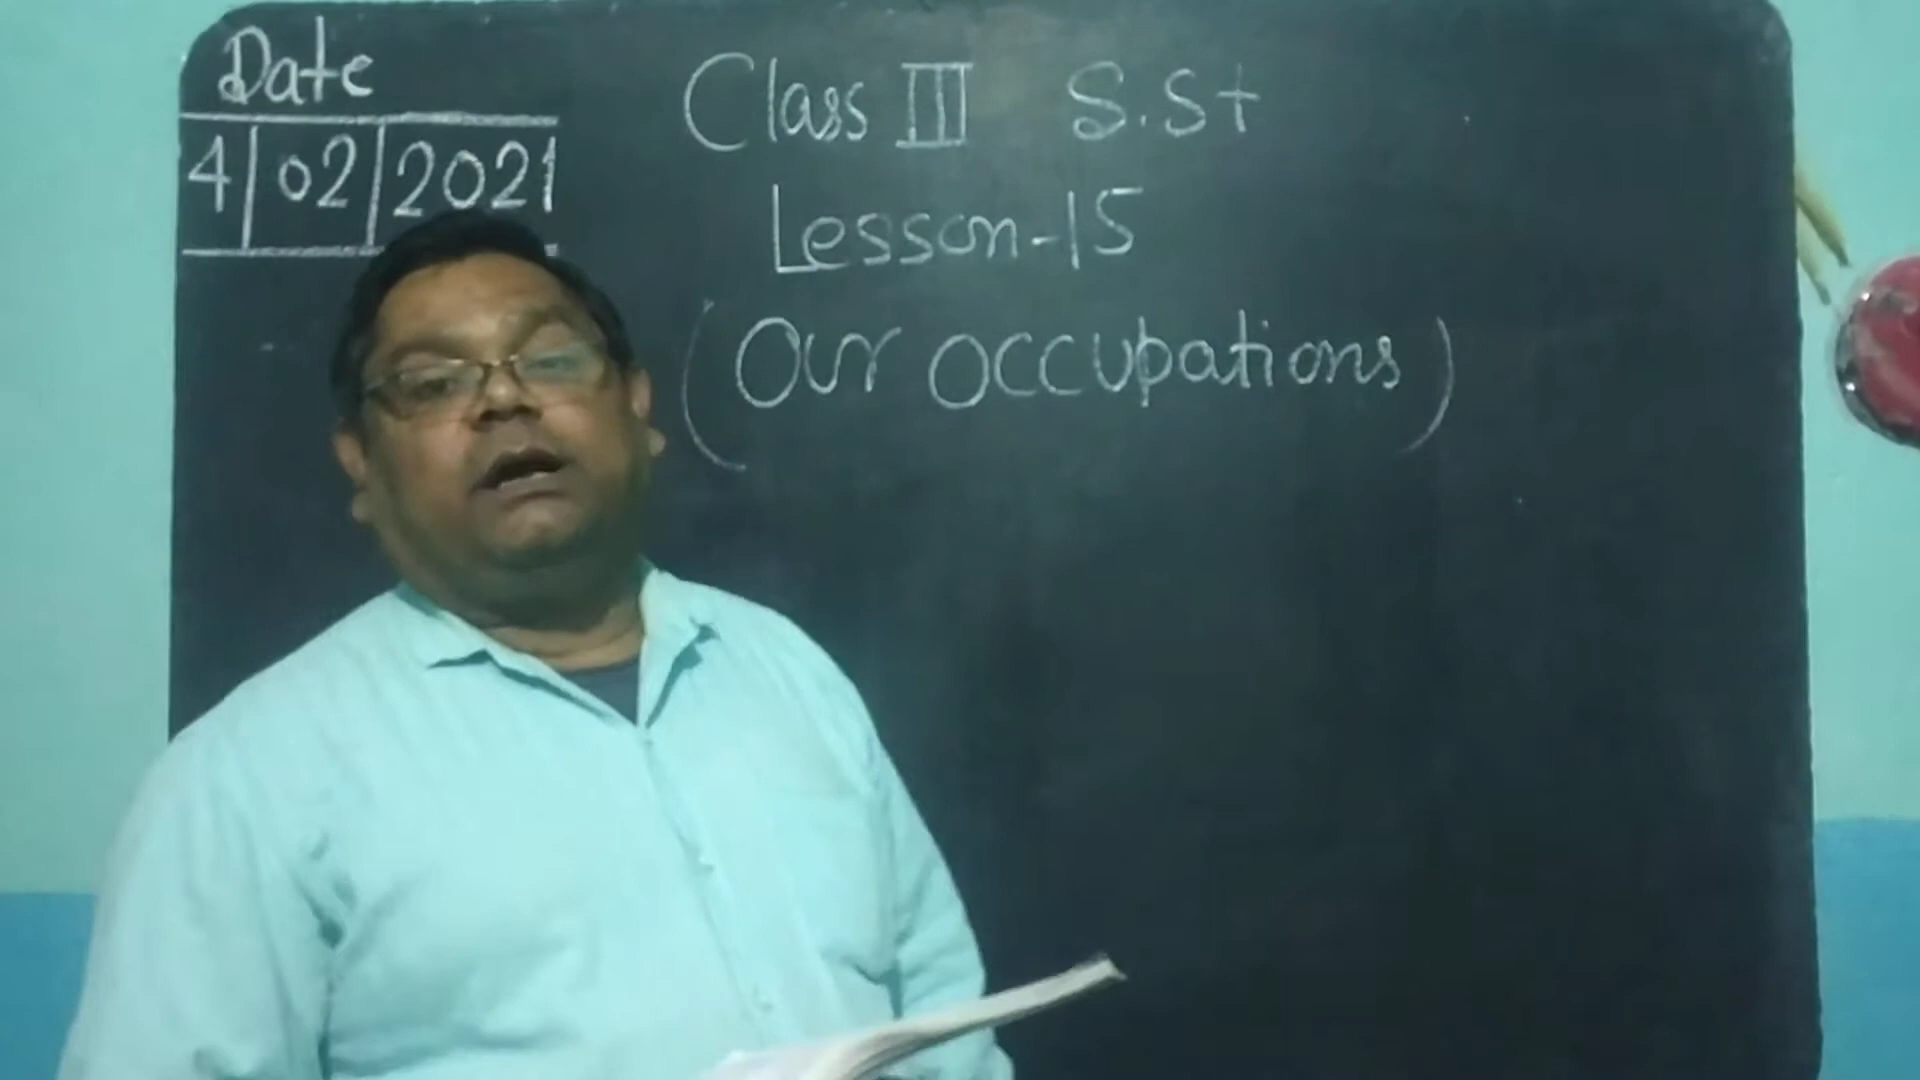 Date
4|02|2021
Class III S.St
Lesson-15
(Our occupations)